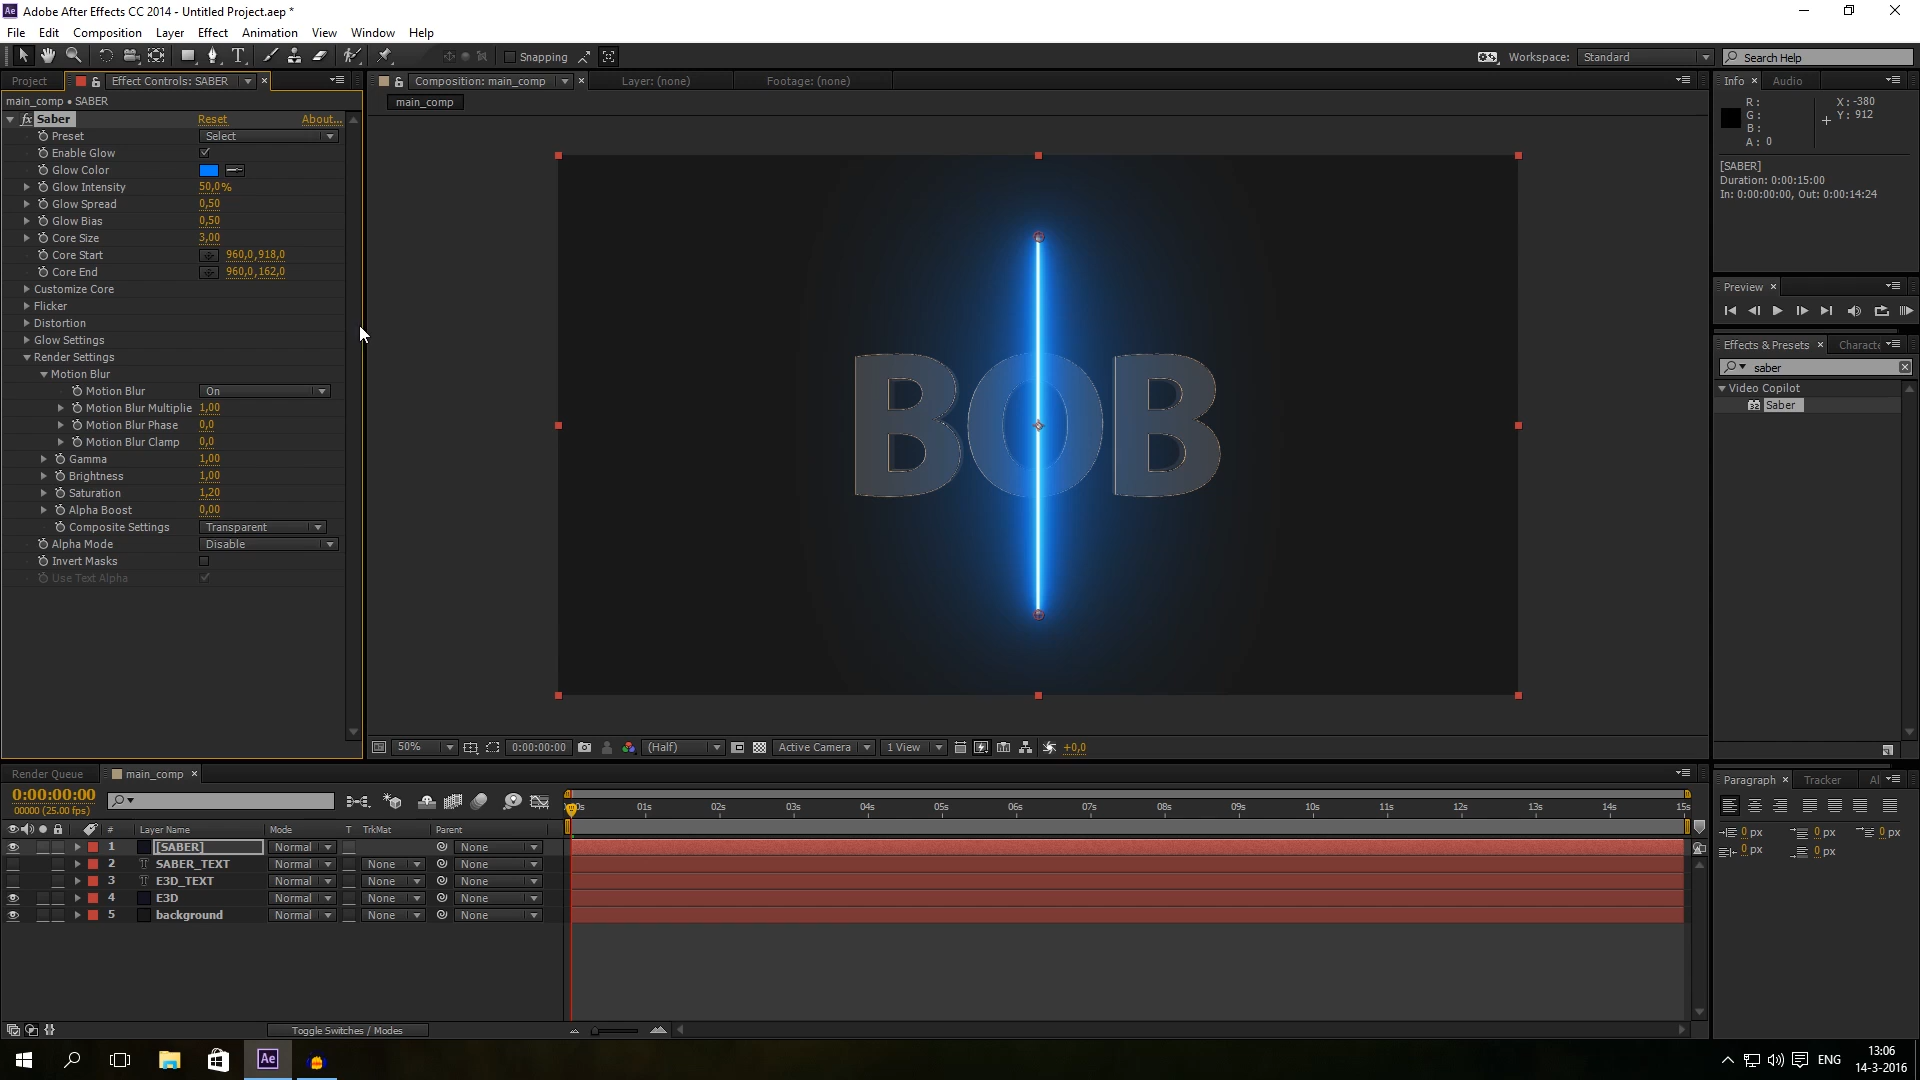 Adobe After Effects CC 2014 - Untitled Project.aep *
File Edit Composition Layer Effect Animation View Window Help
Snapping
Workspace: Standard
Search Help
Project
Effect Controls: SABER
Composition: main_comp
Layer: (none)
Footage: (none)
Info
Audio
main_comp • SABER
main_comp
fx Saber Reset About...
Preset Select
Enable Glow
Glow Color
Glow Intensity 50,0%
Glow Spread 0,50
Glow Bias 0,50
Core Size 3,00
Core Start 960,0,918,0
Core End 960,0,162,0
Customize Core
Flicker
Distortion
Glow Settings
Render Settings
Motion Blur
Motion Blur On
Motion Blur Multiplie 1,00
Motion Blur Phase 0,0
Motion Blur Clamp 0,0
Gamma 1,00
Brightness 1,00
Saturation 1,20
Alpha Boost 0,00
Composite Settings Transparent
Alpha Mode Disable
Invert Masks
Use Text Alpha
BOB
R:
G:
B:
A: 0
X: -380
Y: 912
[SABER]
Duration: 0:00:15:00
In: 0:00:00:00, Out: 0:00:14:24
Preview
Effects & Presets
Characte
saber
Video Copilot
32 Saber
50%
0:00:00:00
(Half)
Active Camera
1 View
+0,0
Render Queue
main_comp
0:00:00:00
00000 (25.00 fps)
00s 01s 02s 03s 04s 05s 06s 07s 08s 09s 10s 11s 12s 13s 14s 15s
# Layer Name Mode T TrkMat Parent
1 [SABER] Normal None
2 T SABER_TEXT Normal None None
3 T E3D_TEXT Normal None None
4 E3D Normal None None
5 background Normal None None
Toggle Switches / Modes
Paragraph
Tracker
Al
0 px 0 px 0 px
0 px 0 px
Ae
ENG
13:06
14-3-2016